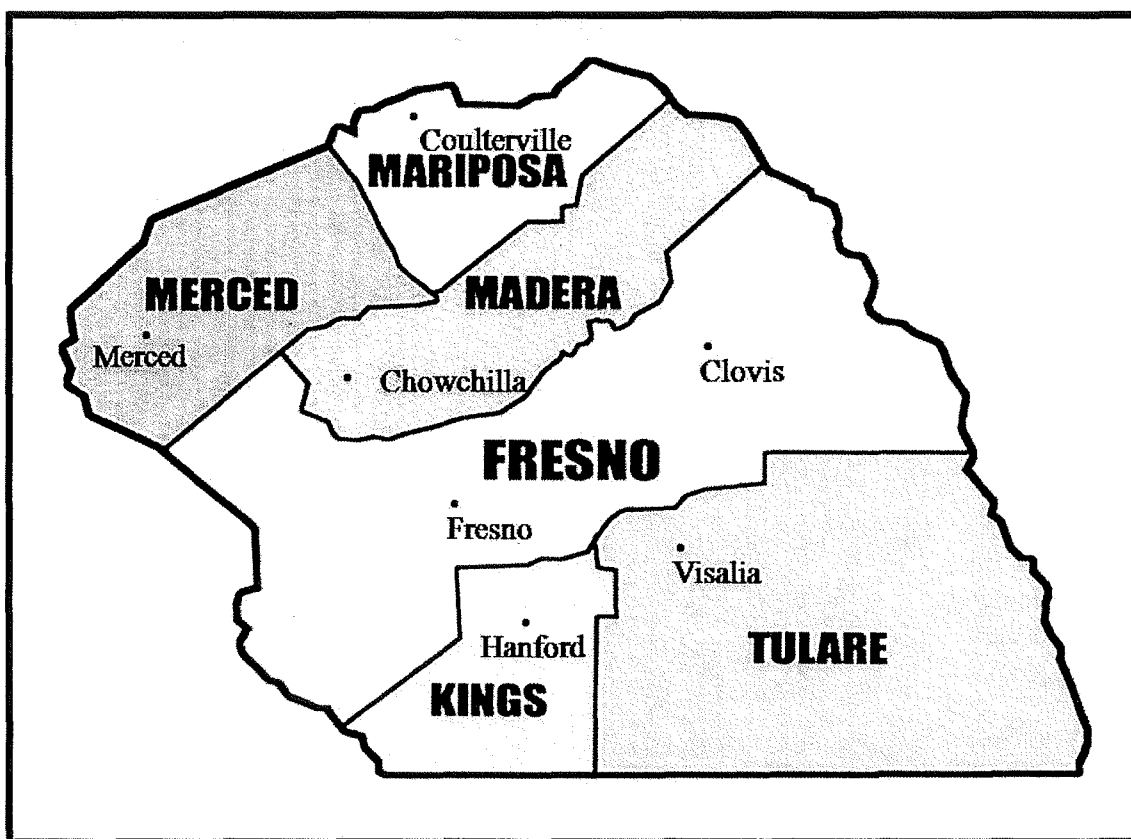 Coulterville
MARIPOSA
MERCED
MADERA
Merced
Chowchilla
Clovis
FRESNO
Fresno
Visalia
Hanford
TULARE
KINGS